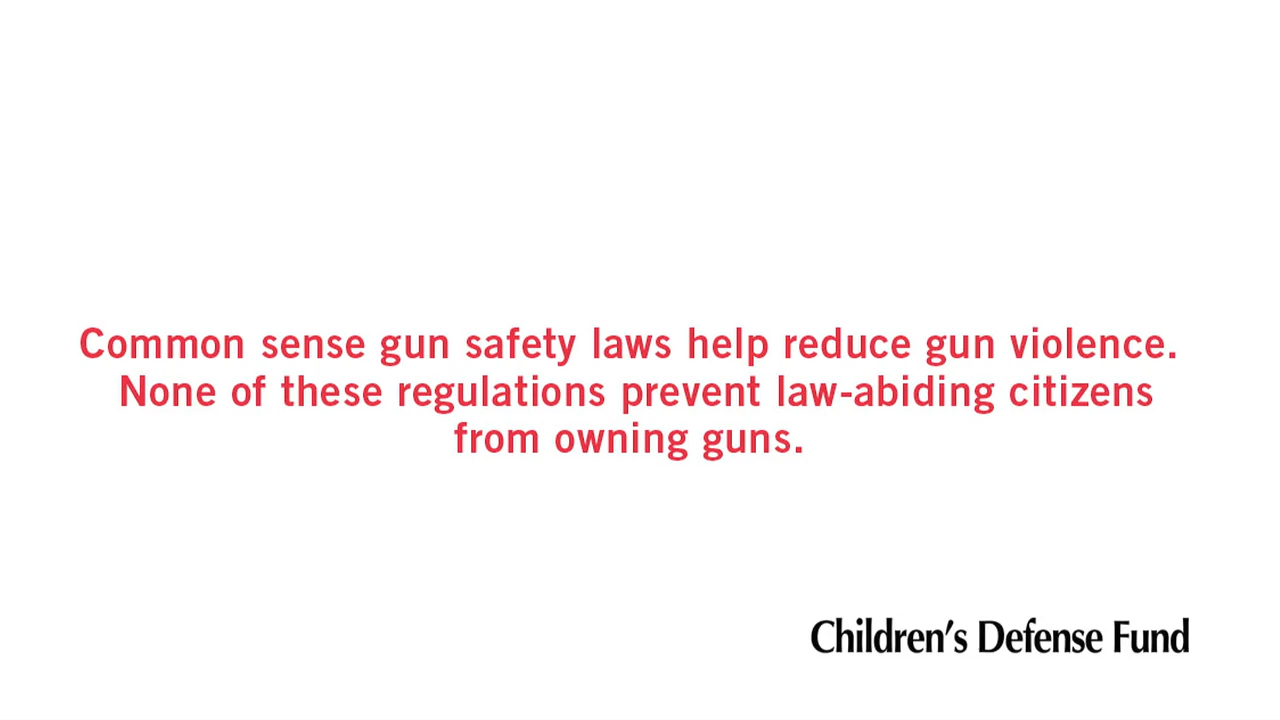 Common sense gun safety laws help reduce gun violence.
None of these regulations prevent law-abiding citizens
from owning guns.
Children's Defense Fund